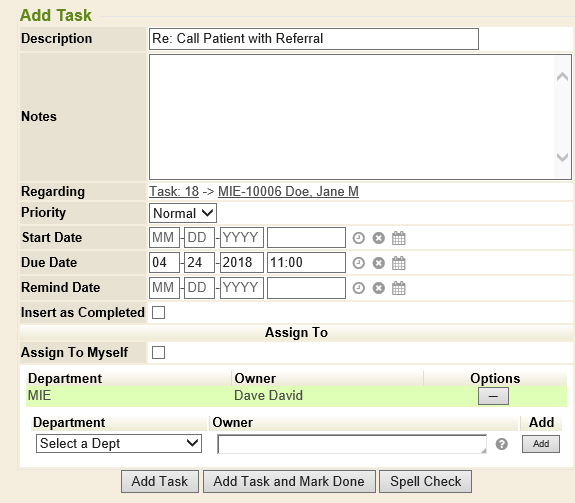 Add Task
Description Re: Call Patient with Referral
Notes
Regarding Task: 18 -> MIE-10006 Doe, Jane M
Priority Normal
Start Date MM - DD - YYYY
Due Date 04 - 24 - 2018 11:00
Remind Date MM - DD - YYYY
Insert as Completed
Assign To
Assign To Myself
Department Owner Options
MIE Dave David —
Department Owner Add
Select a Dept ? Add
Add Task Add Task and Mark Done Spell Check